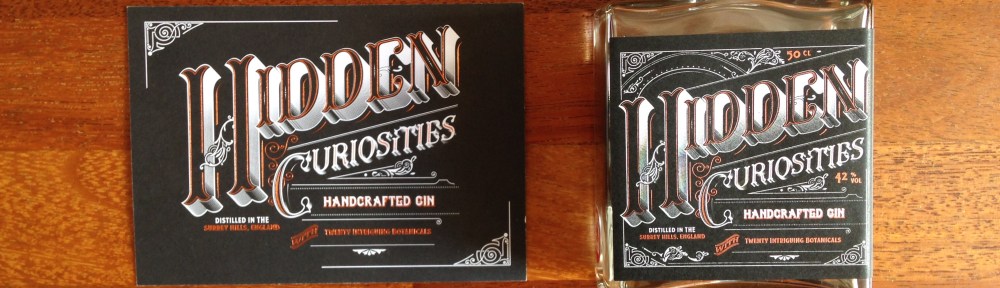 HIDDEN
CURIOSITIES
HANDCRAFTED GIN
DISTILLED IN THE
SURREY HILLS, ENGLAND
WITH TWENTY INTRIGUING BOTANICALS
50 CL
HIDDEN
CURIOSITIES
42 % VOL
HANDCRAFTED GIN
DISTILLED IN THE
SURREY HILLS, ENGLAND
WITH TWENTY INTRIGUING BOTANICALS